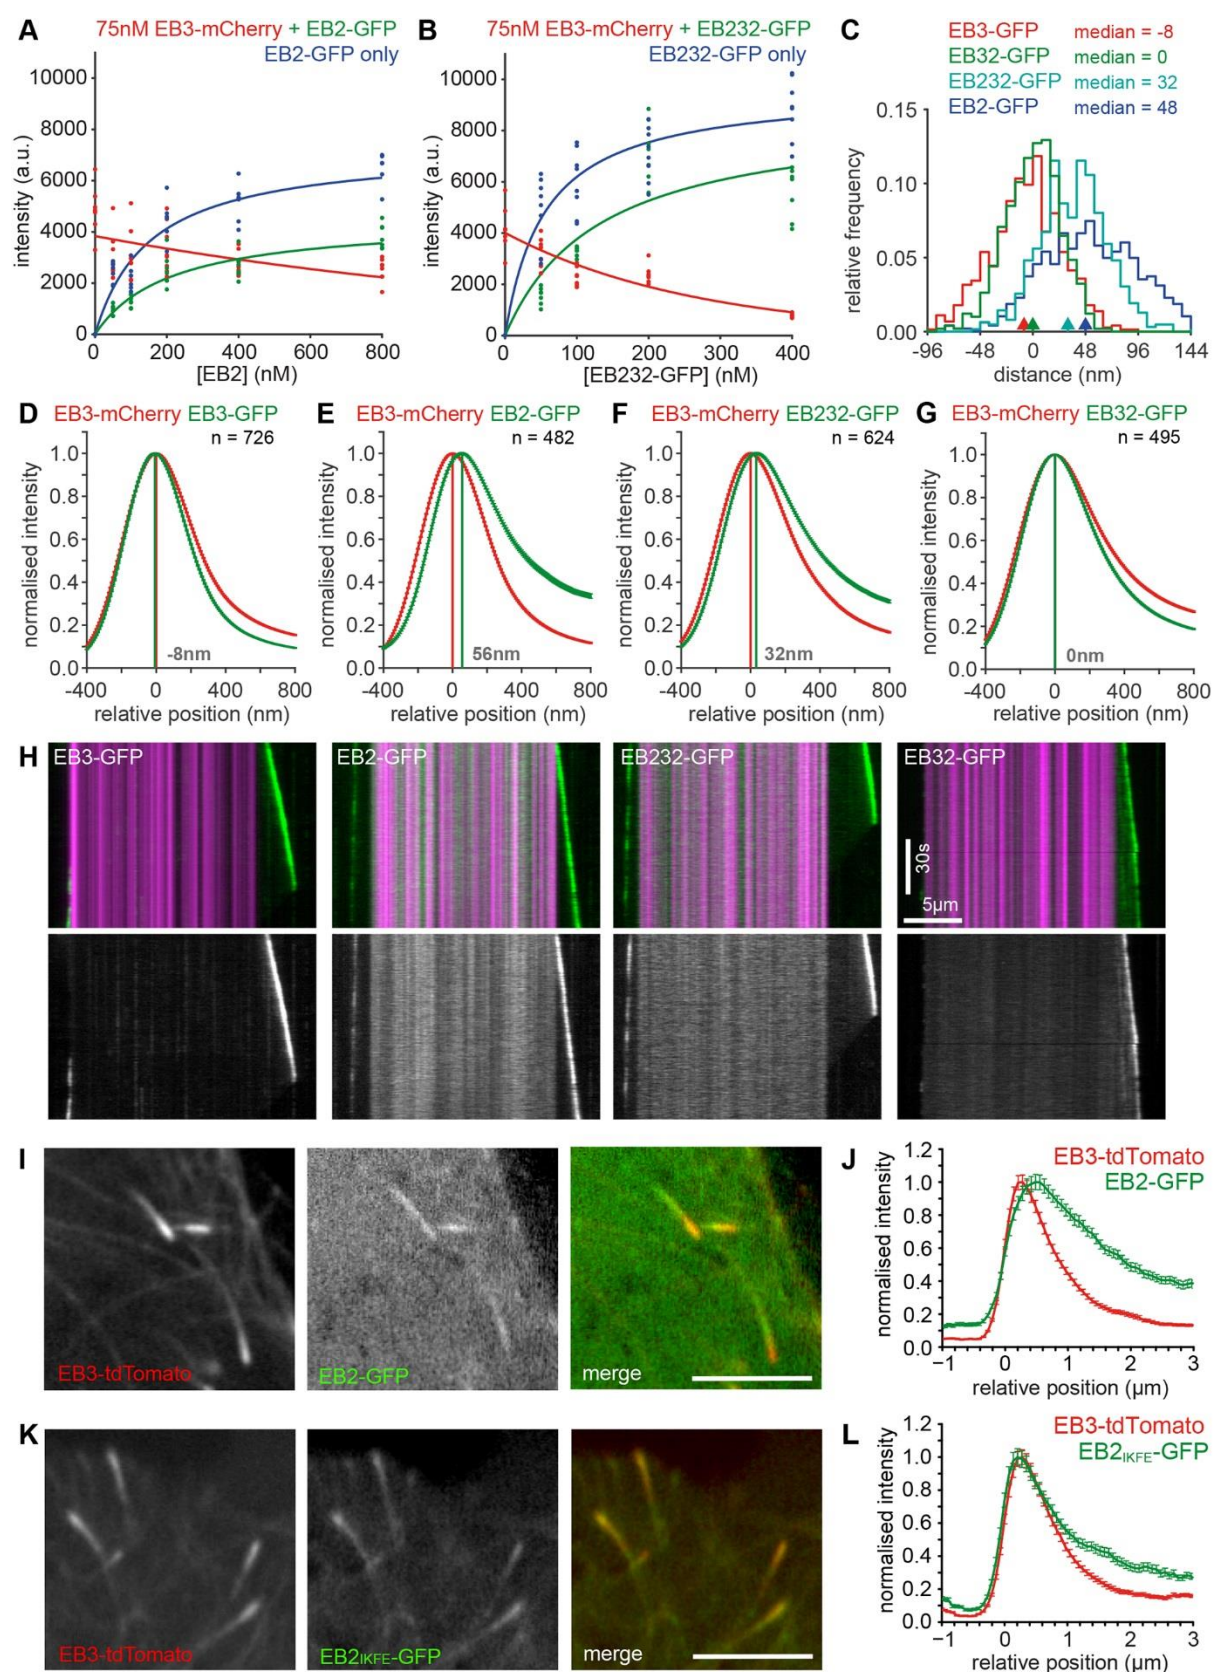 A
75nM EB3-mCherry + EB2-GFP
EB2-GFP only
10000
8000
6000
4000
2000
0
intensity (a.u.)
0 200 400 600 800
[EB2] (nM)
B
75nM EB3-mCherry + EB232-GFP
EB232-GFP only
10000
8000
6000
4000
2000
0
intensity (a.u.)
0 100 200 300 400
[EB232-GFP] (nM)
C
EB3-GFP median = -8
EB32-GFP median = 0
EB232-GFP median = 32
EB2-GFP median = 48
0.15
0.10
0.05
0.00
relative frequency
-96 -48 0 48 96 144
distance (nm)
D
EB3-mCherry EB3-GFP
n = 726
1.0
0.8
0.6
0.4
0.2
0.0
normalised intensity
-8nm
-400 0 400 800
relative position (nm)
E
EB3-mCherry EB2-GFP
n = 482
1.0
0.8
0.6
0.4
0.2
0.0
normalised intensity
56nm
-400 0 400 800
relative position (nm)
F
EB3-mCherry EB232-GFP
n = 624
1.0
0.8
0.6
0.4
0.2
0.0
normalised intensity
32nm
-400 0 400 800
relative position (nm)
G
EB3-mCherry EB32-GFP
n = 495
1.0
0.8
0.6
0.4
0.2
0.0
normalised intensity
0nm
-400 0 400 800
relative position (nm)
H
EB3-GFP
EB2-GFP
EB232-GFP
EB32-GFP
30s
5µm
I
EB3-tdTomato
EB2-GFP
merge
J
EB3-tdTomato
EB2-GFP
1.2
1.0
0.8
0.6
0.4
0.2
0.0
normalised intensity
−1 0 1 2 3
relative position (µm)
K
EB3-tdTomato
EB2IKFE-GFP
merge
L
EB3-tdTomato
EB2IKFE-GFP
1.2
1.0
0.8
0.6
0.4
0.2
0.0
normalised intensity
−1 0 1 2 3
relative position (µm)